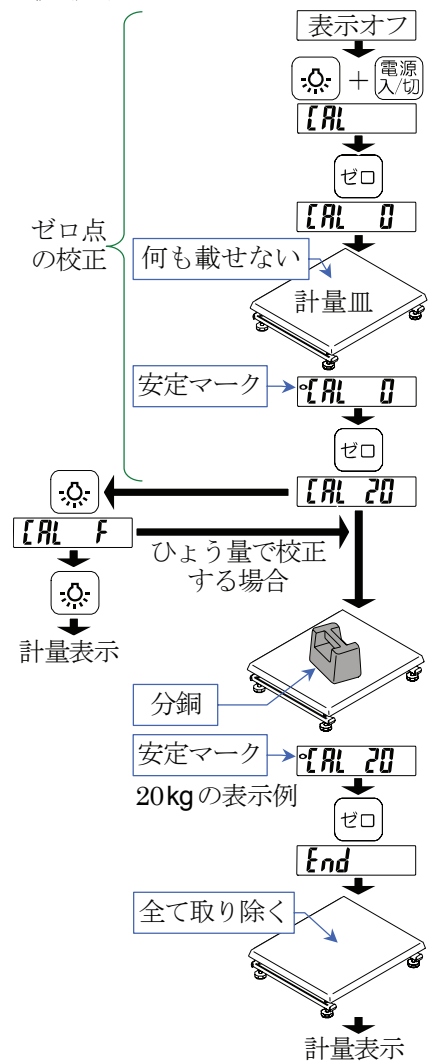 表示オフ
＋
電源
入/切
CAL
ゼロ
CAL 0
ゼロ点
の校正
何も載せない
計量皿
安定マーク
CAL 0
ゼロ
CAL 20
CAL F
ひょう量で校正
する場合
計量表示
分銅
安定マーク
CAL 20
20kgの表示例
ゼロ
End
全て取り除く
計量表示